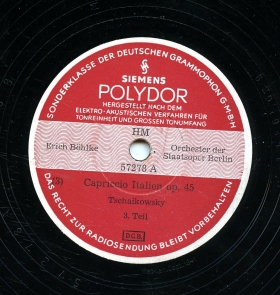 SONDERKLASSE DER DEUTSCHEN GRAMMOPHON G·M·B·H
SIEMENS
POLYDOR
HERGESTELLT NACH DEM
ELEKTRO-AKUSTISCHEN VERFAHREN FÜR
TONREINHEIT UND GROSSEN TONUMFANG
HM
Erich Böhlke
Orchester der
Staatsoper Berlin
57278 A
(3) Capriccio Italien op. 45
Tschaikowsky
3. Teil
DAS RECHT ZUR RADIOSENDUNG BLEIBT VORBEHALTEN